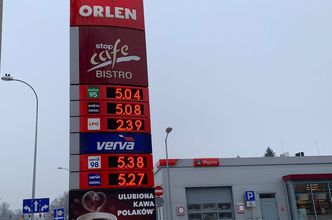 ORLEN
stop
cafe
BISTRO
95 5.04
5.08
LPG 2.39
verva
98 5.38
5.27
ULUBIONA
KAWA
POLAKÓW
Myjnia